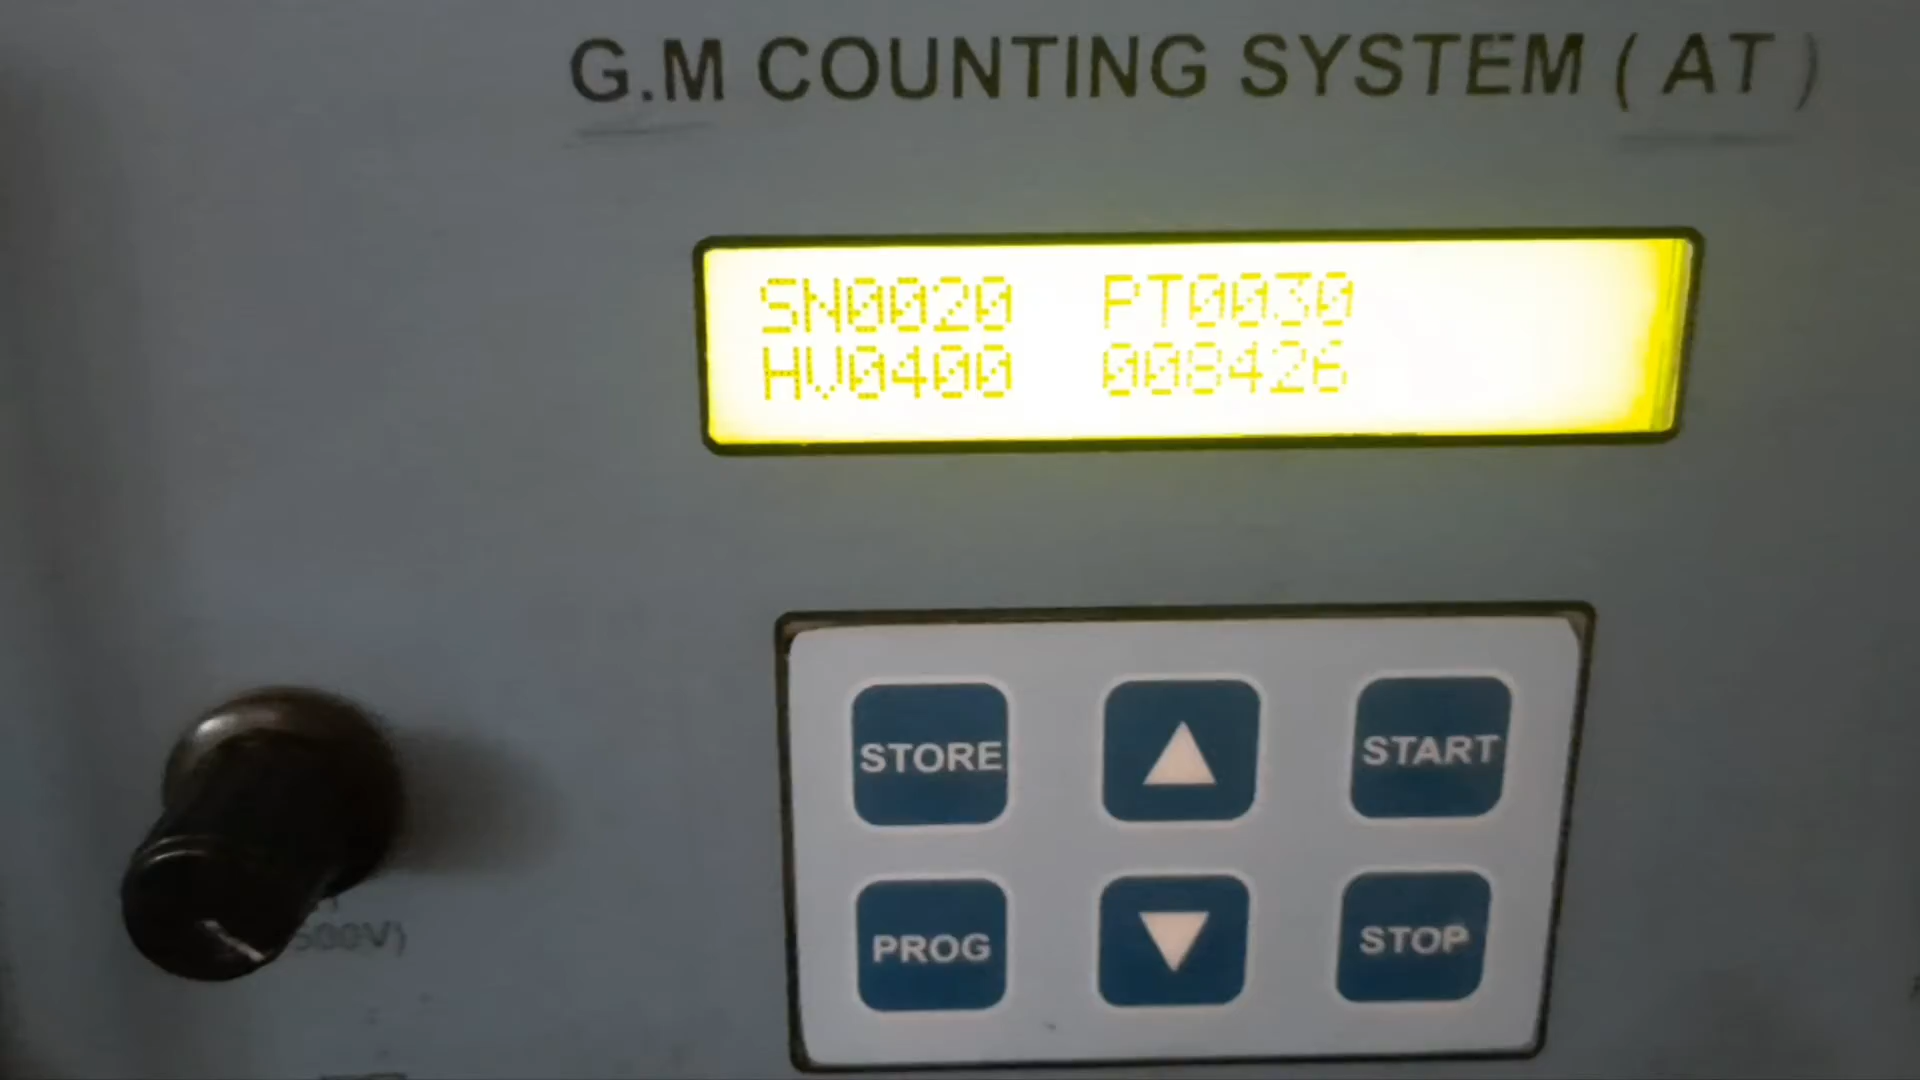 G.M COUNTING SYSTEM ( AT )
SN0020 PT0030
HV0400 008426
STORE
START
PROG
STOP
500V)